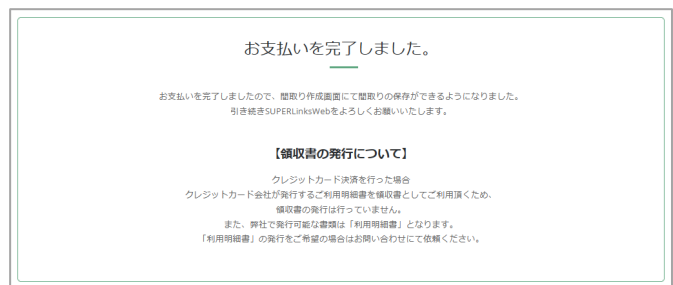 お支払いを完了しました。
お支払いを完了しましたので、間取り作成画面にて間取りの保存ができるようになりました。
引き続きSUPERLinksWebをよろしくお願いいたします。
【領収書の発行について】
クレジットカード決済を行った場合
クレジットカード会社が発行するご利用明細書を領収書としてご利用頂くため、
領収書の発行は行っていません。
また、弊社で発行可能な書類は「利用明細書」となります。
「利用明細書」の発行をご希望の場合はお問い合わせにて依頼ください。